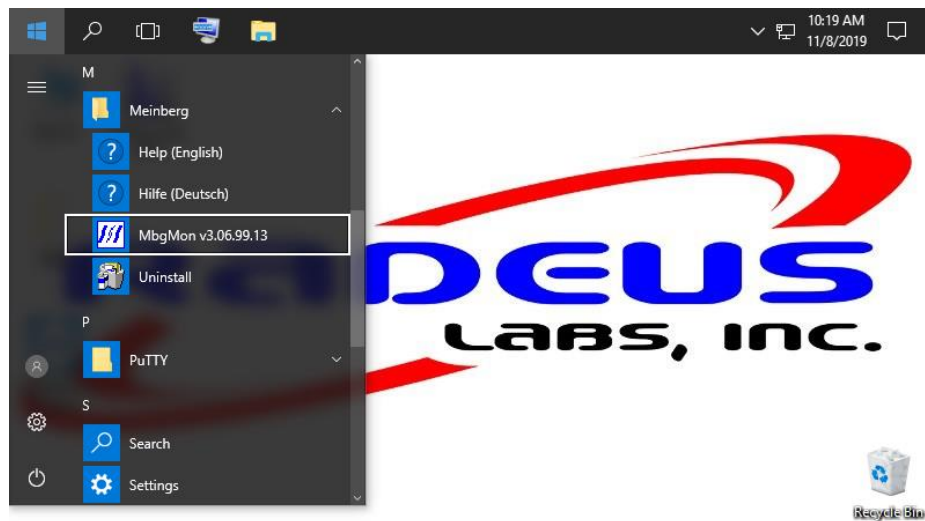 10:19 AM
11/8/2019
M
Meinberg
Help (English)
Hilfe (Deutsch)
MbgMon v3.06.99.13
Uninstall
P
PuTTY
S
Search
Settings
DEUS
LABS, INC.
Recycle Bin